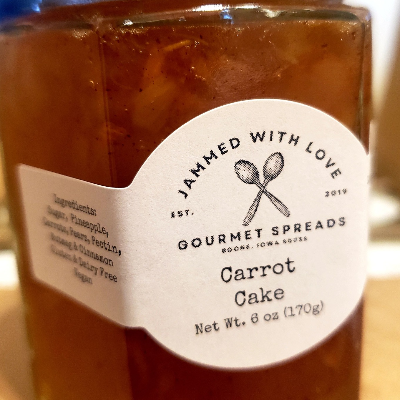 JAMMED WITH LOVE
EST. 2019
GOURMET SPREADS
BOONE, IOWA 50036
Carrot
Cake
Net Wt. 6 oz (170g)
Ingredients:
Sugar, Pineapple,
Carrots, Pears, Pectin,
Nutmeg & Cinnamon
Gluten & Dairy Free
Vegan